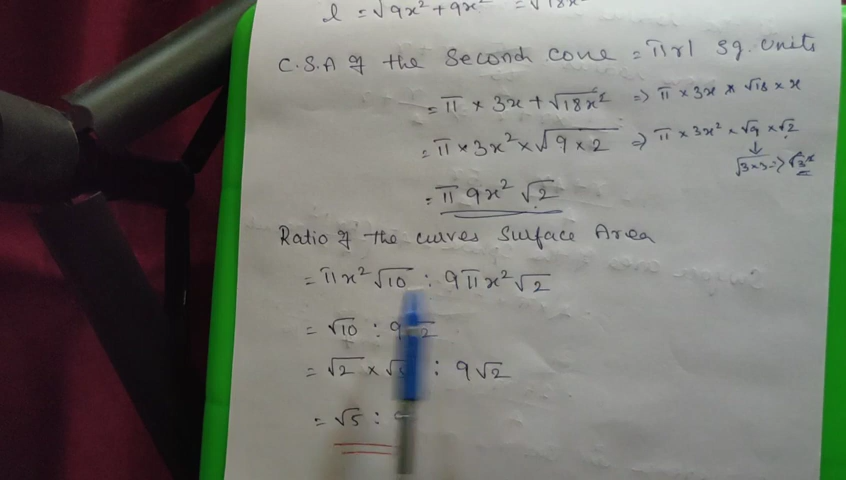 l = √9x² + 9x² = √18x²
C.S.A of the Second cone = πrl sq. units
= π × 3x + √18x² => π × 3x × √18 × x
= π × 3x² × √9 × 2 => π × 3x² × √9 × √2
√3×3 => √3²
= π 9x² √2
Ratio of the curves Surface Area
= πx² √10 : 9πx² √2
= √10 : 9
= √2 × √ : 9√2
= √5 :